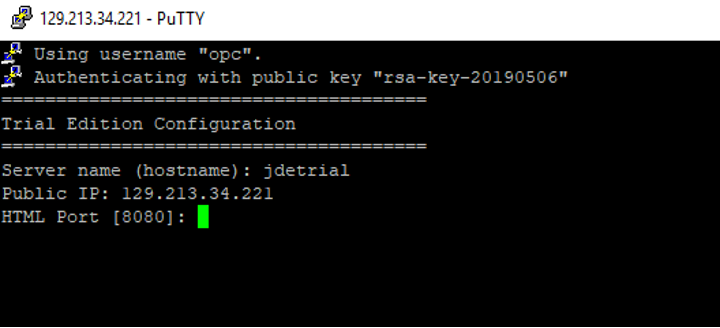 129.213.34.221 - PuTTY
Using username "opc".
Authenticating with public key "rsa-key-20190506"
=======================================
Trial Edition Configuration
=======================================
Server name (hostname): jdetrial
Public IP: 129.213.34.221
HTML Port [8080]: